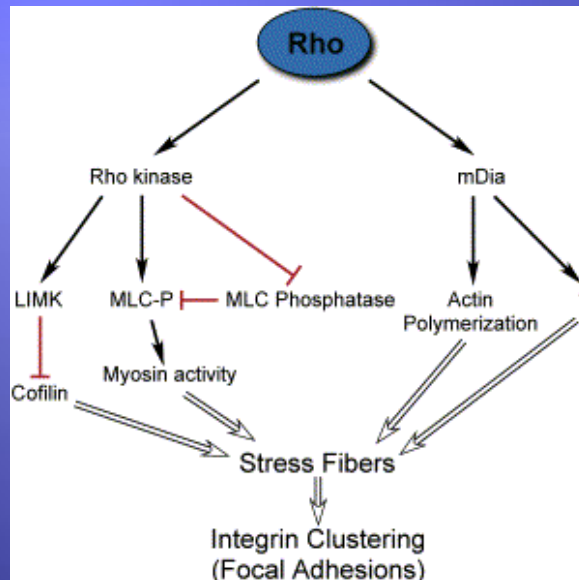 Rho
Rho kinase
mDia
LIMK
MLC-P
MLC Phosphatase
Actin
Polymerization
Myosin activity
Cofilin
Stress Fibers
Integrin Clustering
(Focal Adhesions)